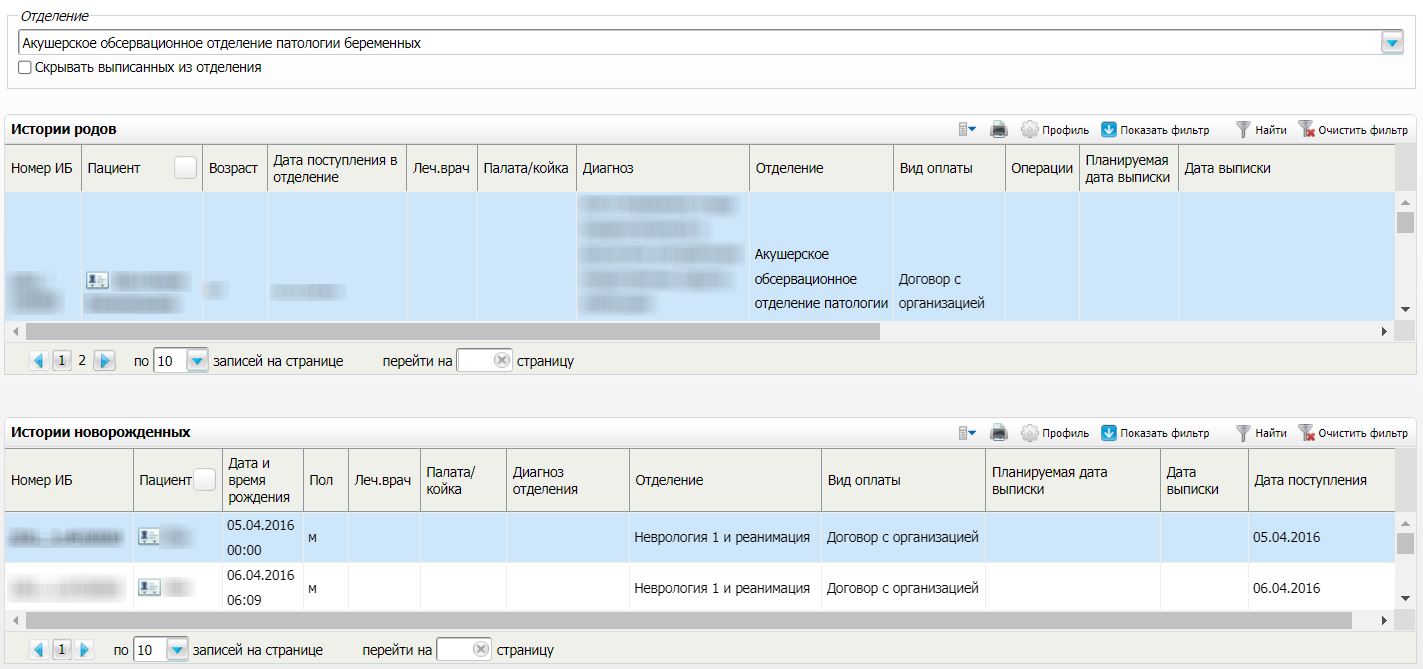 Отделение
Акушерское обсервационное отделение патологии беременных
Скрывать выписанных из отделения
Истории родов
Профиль Показать фильтр Найти Очистить фильтр
Номер ИБ
Пациент
Возраст
Дата поступления в
отделение
Леч.врач
Палата/койка
Диагноз
Отделение
Вид оплаты
Операции
Планируемая
дата выписки
Дата выписки
Акушерское
обсервационное
отделение патологии
Договор с
организацией
1 2 по 10 записей на странице перейти на страницу
Истории новорожденных
Профиль Показать фильтр Найти Очистить фильтр
Номер ИБ
Пациент
Дата и
время
рождения
Пол
Леч.врач
Палата/
койка
Диагноз
отделения
Отделение
Вид оплаты
Планируемая дата
выписки
Дата
выписки
Дата поступления
05.04.2016
00:00
м
Неврология 1 и реанимация
Договор с организацией
05.04.2016
06.04.2016
06:09
м
Неврология 1 и реанимация
Договор с организацией
06.04.2016
1 по 10 записей на странице перейти на страницу